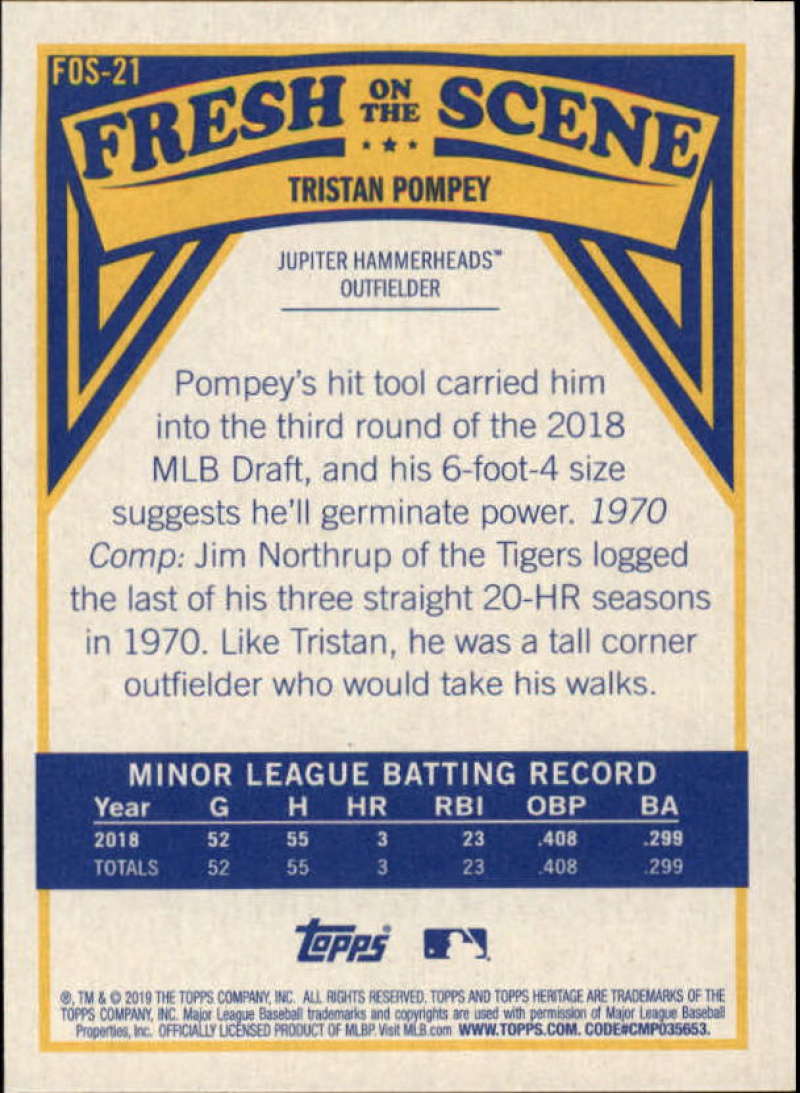 FOS-21
FRESH ON THE SCENE
TRISTAN POMPEY
JUPITER HAMMERHEADS™
OUTFIELDER
Pompey's hit tool carried him
into the third round of the 2018
MLB Draft, and his 6-foot-4 size
suggests he'll germinate power. 1970
Comp: Jim Northrup of the Tigers logged
the last of his three straight 20-HR seasons
in 1970. Like Tristan, he was a tall corner
outfielder who would take his walks.
MINOR LEAGUE BATTING RECORD
Year G H HR RBI OBP BA
2018 52 55 3 23 .408 .299
TOTALS 52 55 3 23 .408 .299
Topps
®, TM & © 2019 THE TOPPS COMPANY, INC. ALL RIGHTS RESERVED. TOPPS AND TOPPS HERITAGE ARE TRADEMARKS OF THE
TOPPS COMPANY, INC. Major League Baseball trademarks and copyrights are used with permission of Major League Baseball
Properties, Inc. OFFICIALLY LICENSED PRODUCT OF MLBP. Visit MLB.com WWW.TOPPS.COM. CODE#CMP035653.